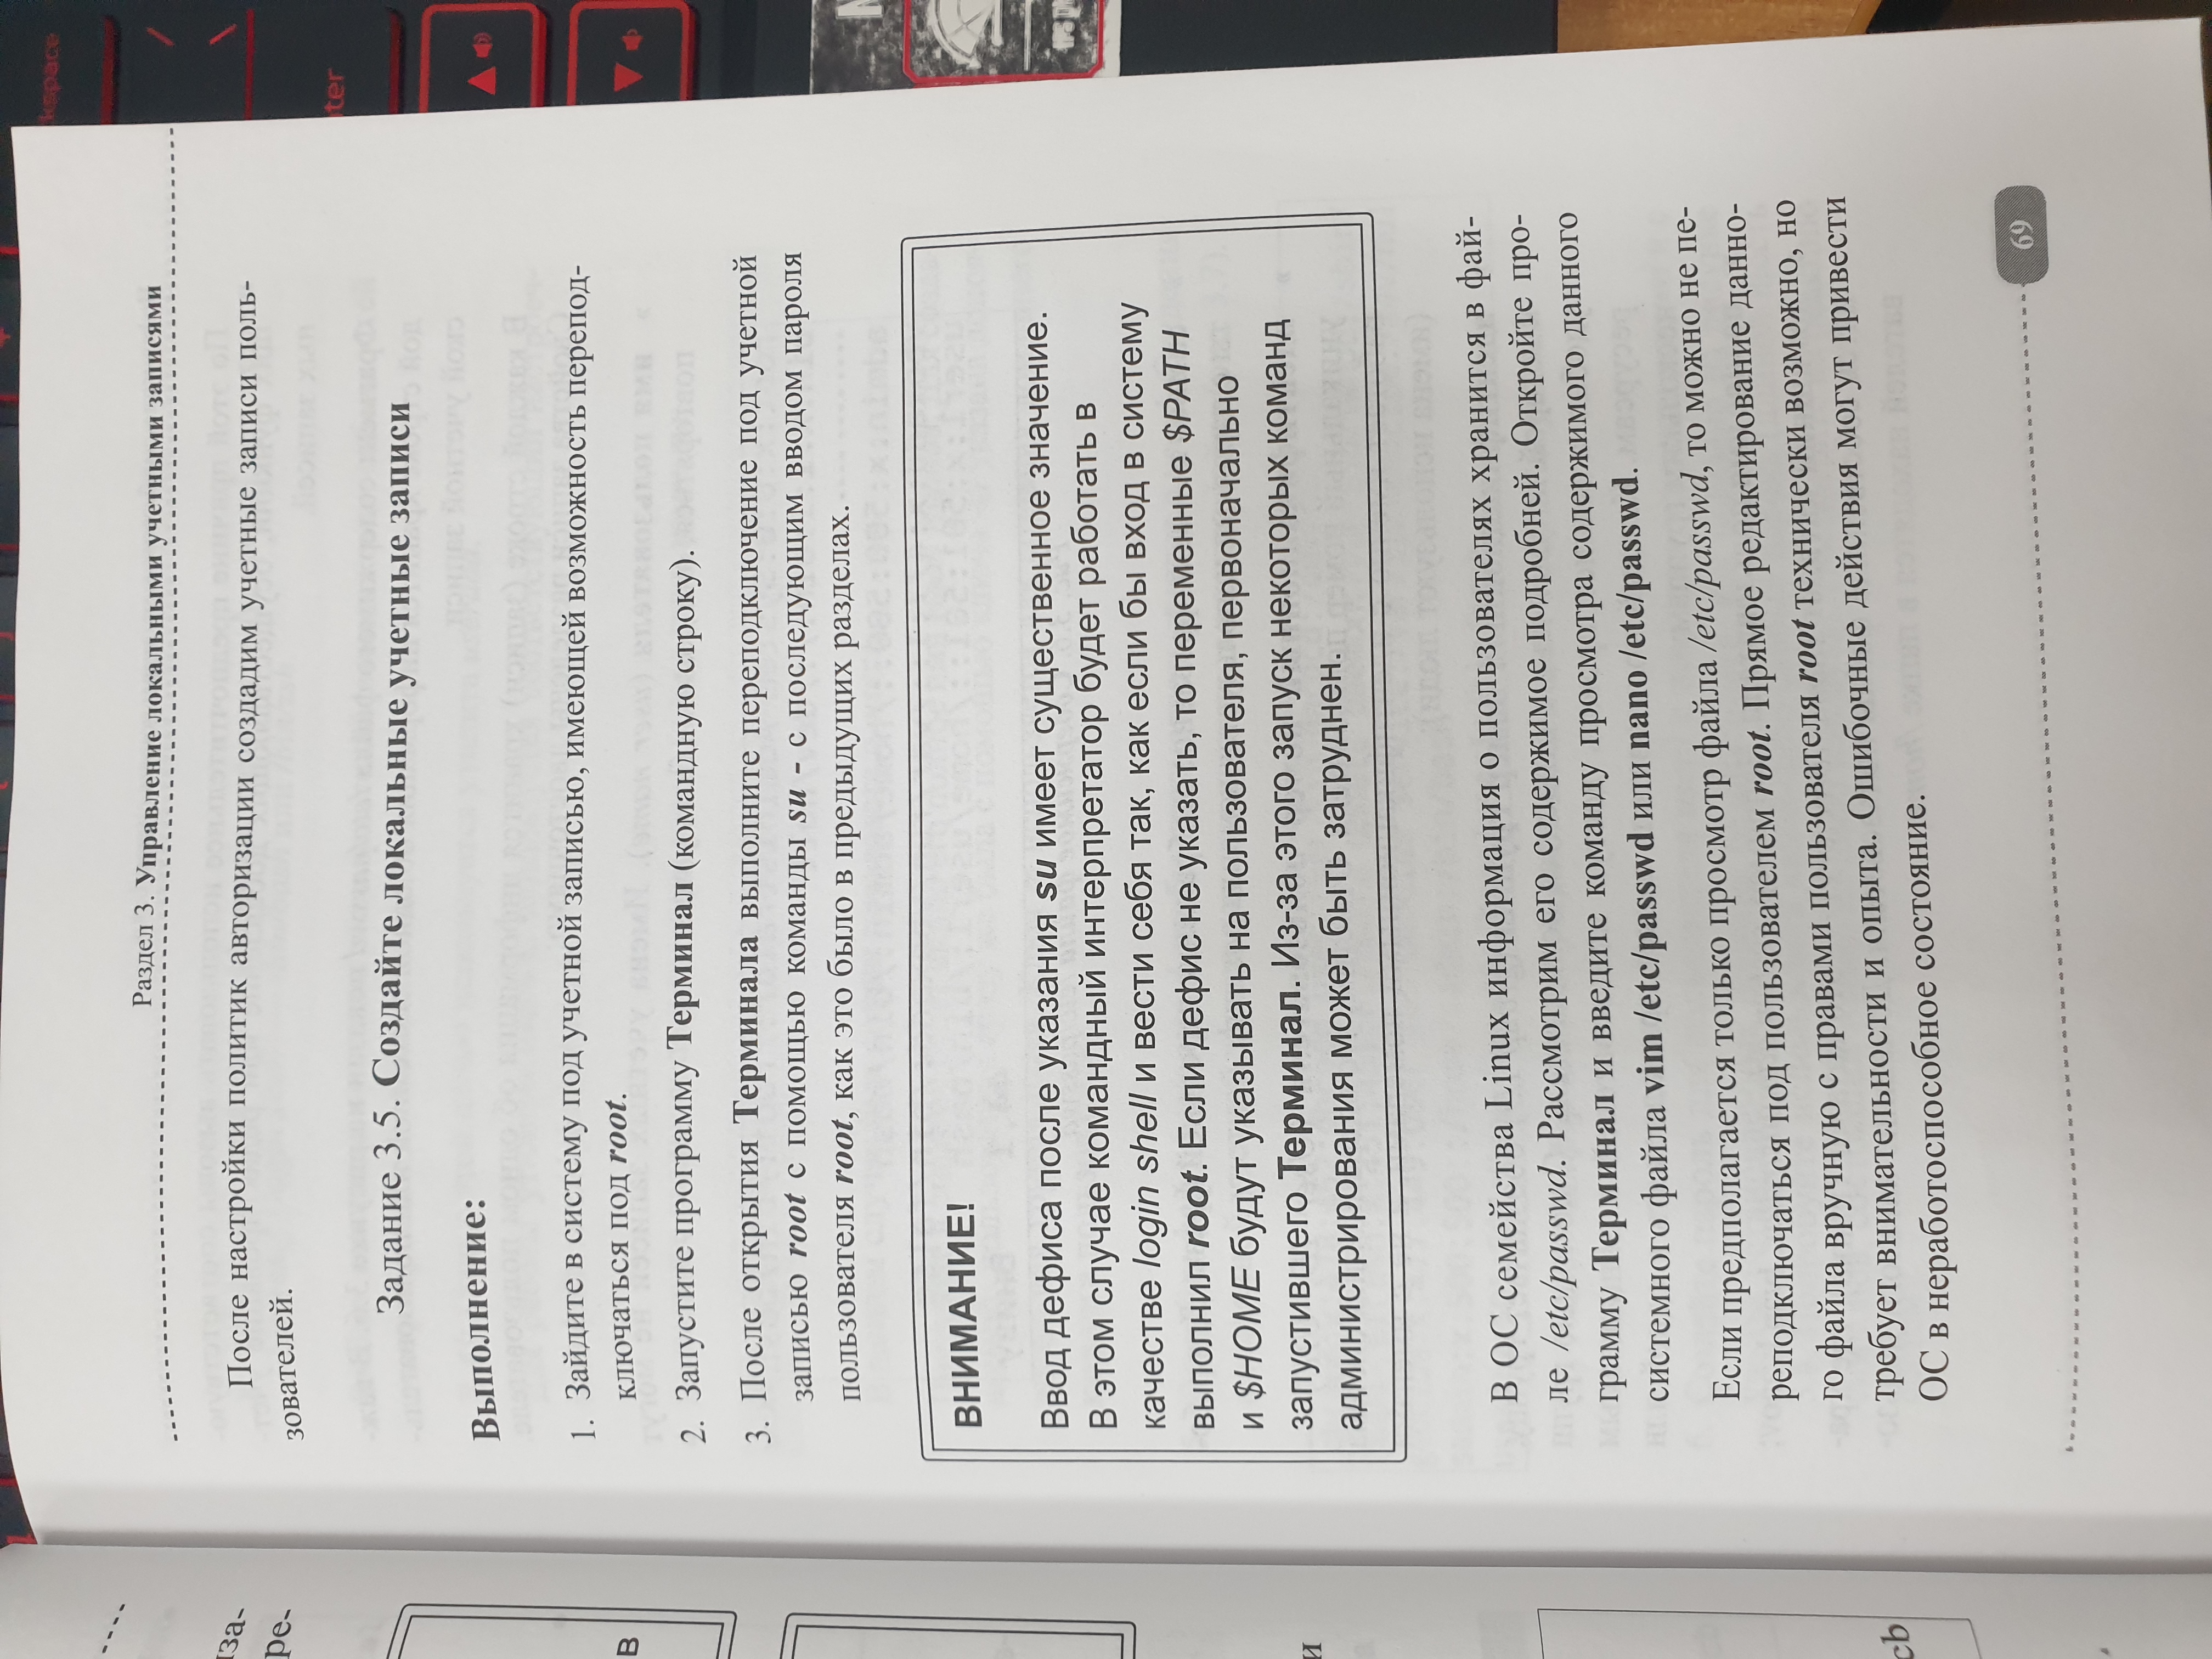 Раздел 3. Управление локальными учетными записями
После настройки политик авторизации создадим учетные записи поль-
зователей.
Задание 3.5. Создайте локальные учетные записи
Выполнение:
1. Зайдите в систему под учетной записью, имеющей возможность перепод-
ключаться под root.
2. Запустите программу Терминал (командную строку).
3. После открытия Терминала выполните переподключение под учетной
записью root с помощью команды su - с последующим вводом пароля
пользователя root, как это было в предыдущих разделах.
ВНИМАНИЕ!
Ввод дефиса после указания su имеет существенное значение.
В этом случае командный интерпретатор будет работать в
качестве login shell и вести себя так, как если бы вход в систему
выполнил root. Если дефис не указать, то переменные $PATH
и $HOME будут указывать на пользователя, первоначально
запустившего Терминал. Из-за этого запуск некоторых команд
администрирования может быть затруднен.
В ОС семейства Linux информация о пользователях хранится в фай-
ле /etc/passwd. Рассмотрим его содержимое подробней. Откройте про-
грамму Терминал и введите команду просмотра содержимого данного
системного файла vim /etc/passwd или nano /etc/passwd.
Если предполагается только просмотр файла /etc/passwd, то можно не пе-
реподключаться под пользователем root. Прямое редактирование данно-
го файла вручную с правами пользователя root технически возможно, но
требует внимательности и опыта. Ошибочные действия могут привести
ОС в неработоспособное состояние.
69